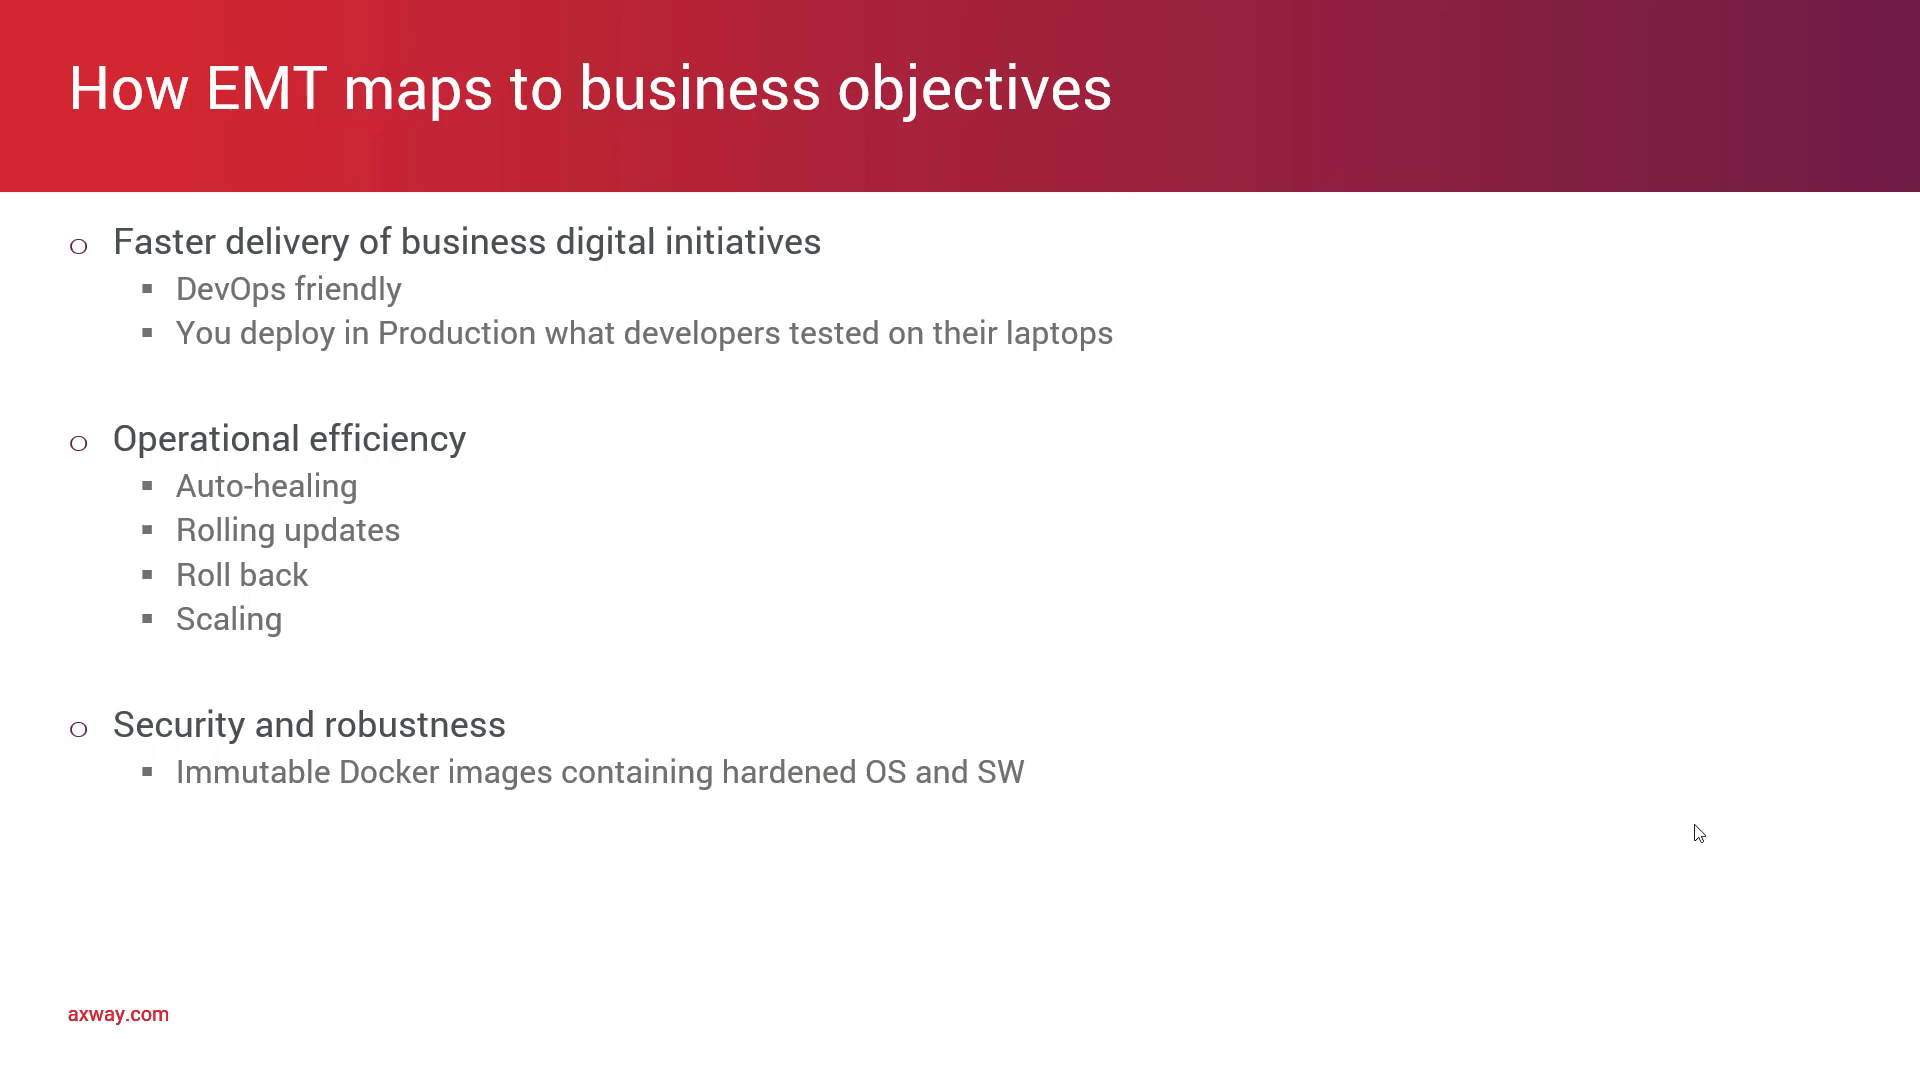 How EMT maps to business objectives
o Faster delivery of business digital initiatives
▪ DevOps friendly
▪ You deploy in Production what developers tested on their laptops
o Operational efficiency
▪ Auto-healing
▪ Rolling updates
▪ Roll back
▪ Scaling
o Security and robustness
▪ Immutable Docker images containing hardened OS and SW
axway.com